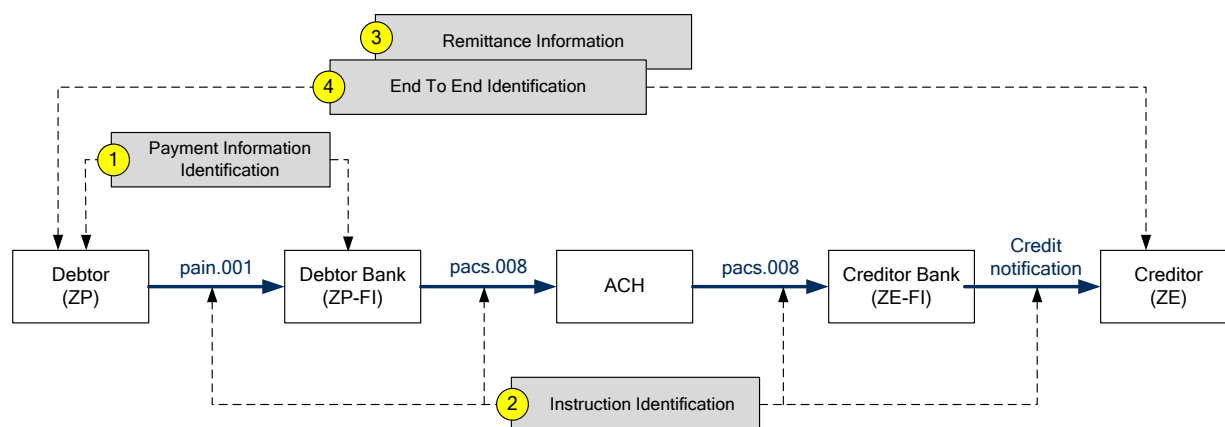 3
Remittance Information
4
End To End Identification
1
Payment Information
Identification
Debtor
(ZP)
pain.001
Debtor Bank
(ZP-FI)
pacs.008
ACH
pacs.008
Creditor Bank
(ZE-FI)
Credit
notification
Creditor
(ZE)
2
Instruction Identification